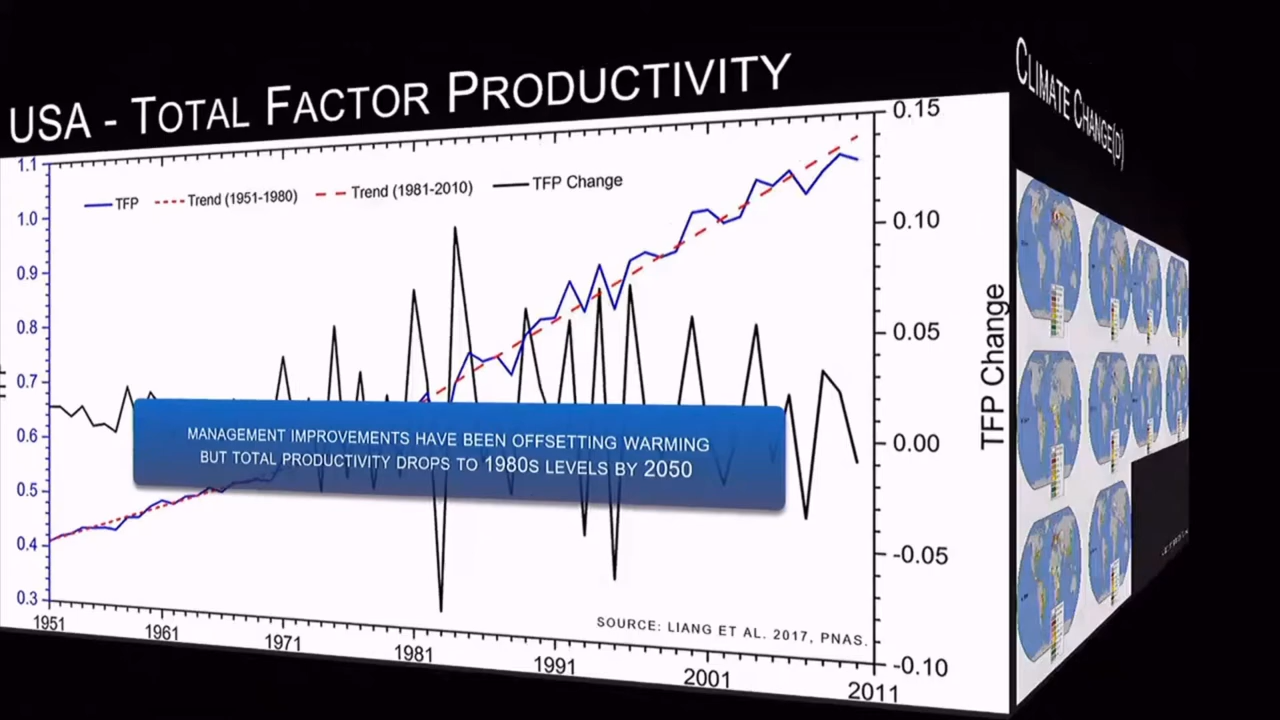 USA - TOTAL FACTOR PRODUCTIVITY
CLIMATE CHANGE(D)
TFP
Trend (1951-1980)
Trend (1981-2010)
TFP Change
1.1
1.0
0.9
0.8
0.7
0.6
0.5
0.4
0.3
0.15
0.10
0.05
0.00
-0.05
-0.10
TFP Change
MANAGEMENT IMPROVEMENTS HAVE BEEN OFFSETTING WARMING
BUT TOTAL PRODUCTIVITY DROPS TO 1980S LEVELS BY 2050
SOURCE: LIANG ET AL. 2017, PNAS.
1951
1961
1971
1981
1991
2001
2011